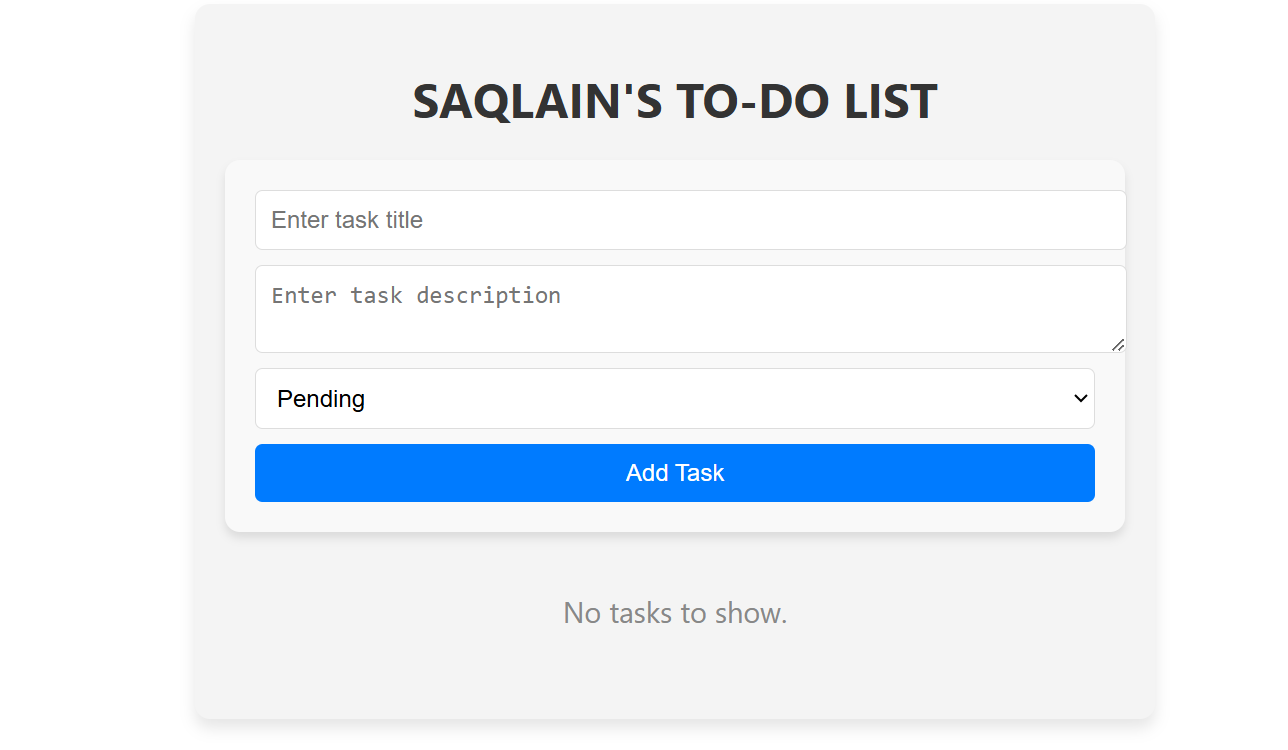 SAQLAIN'S TO-DO LIST
Enter task title
Enter task description
Pending
Add Task
No tasks to show.